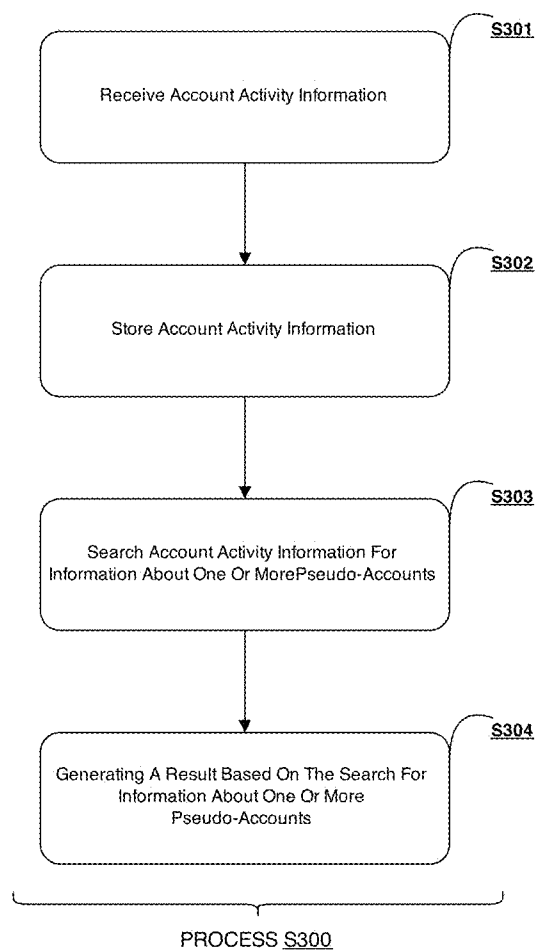 S301
Receive Account Activity Information
S302
Store Account Activity Information
S303
Search Account Activity Information For
Information About One Or MorePseudo-Accounts
S304
Generating A Result Based On The Search For
Information About One Or More
Pseudo-Accounts
PROCESS S300